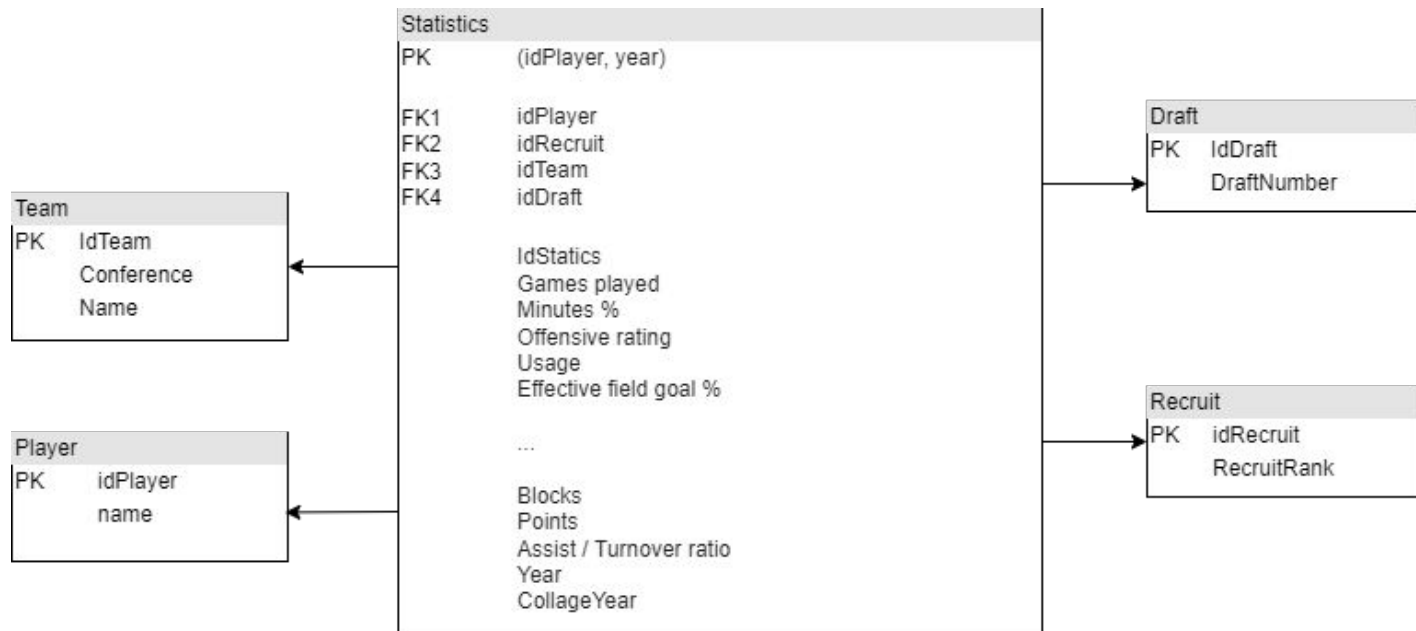 Statistics
PK (idPlayer, year)
FK1 idPlayer
FK2 idRecruit
FK3 idTeam
FK4 idDraft
IdStatics
Games played
Minutes %
Offensive rating
Usage
Effective field goal %
...
Blocks
Points
Assist / Turnover ratio
Year
CollageYear
Team
PK IdTeam
Conference
Name
Player
PK idPlayer
name
Draft
PK IdDraft
DraftNumber
Recruit
PK idRecruit
RecruitRank